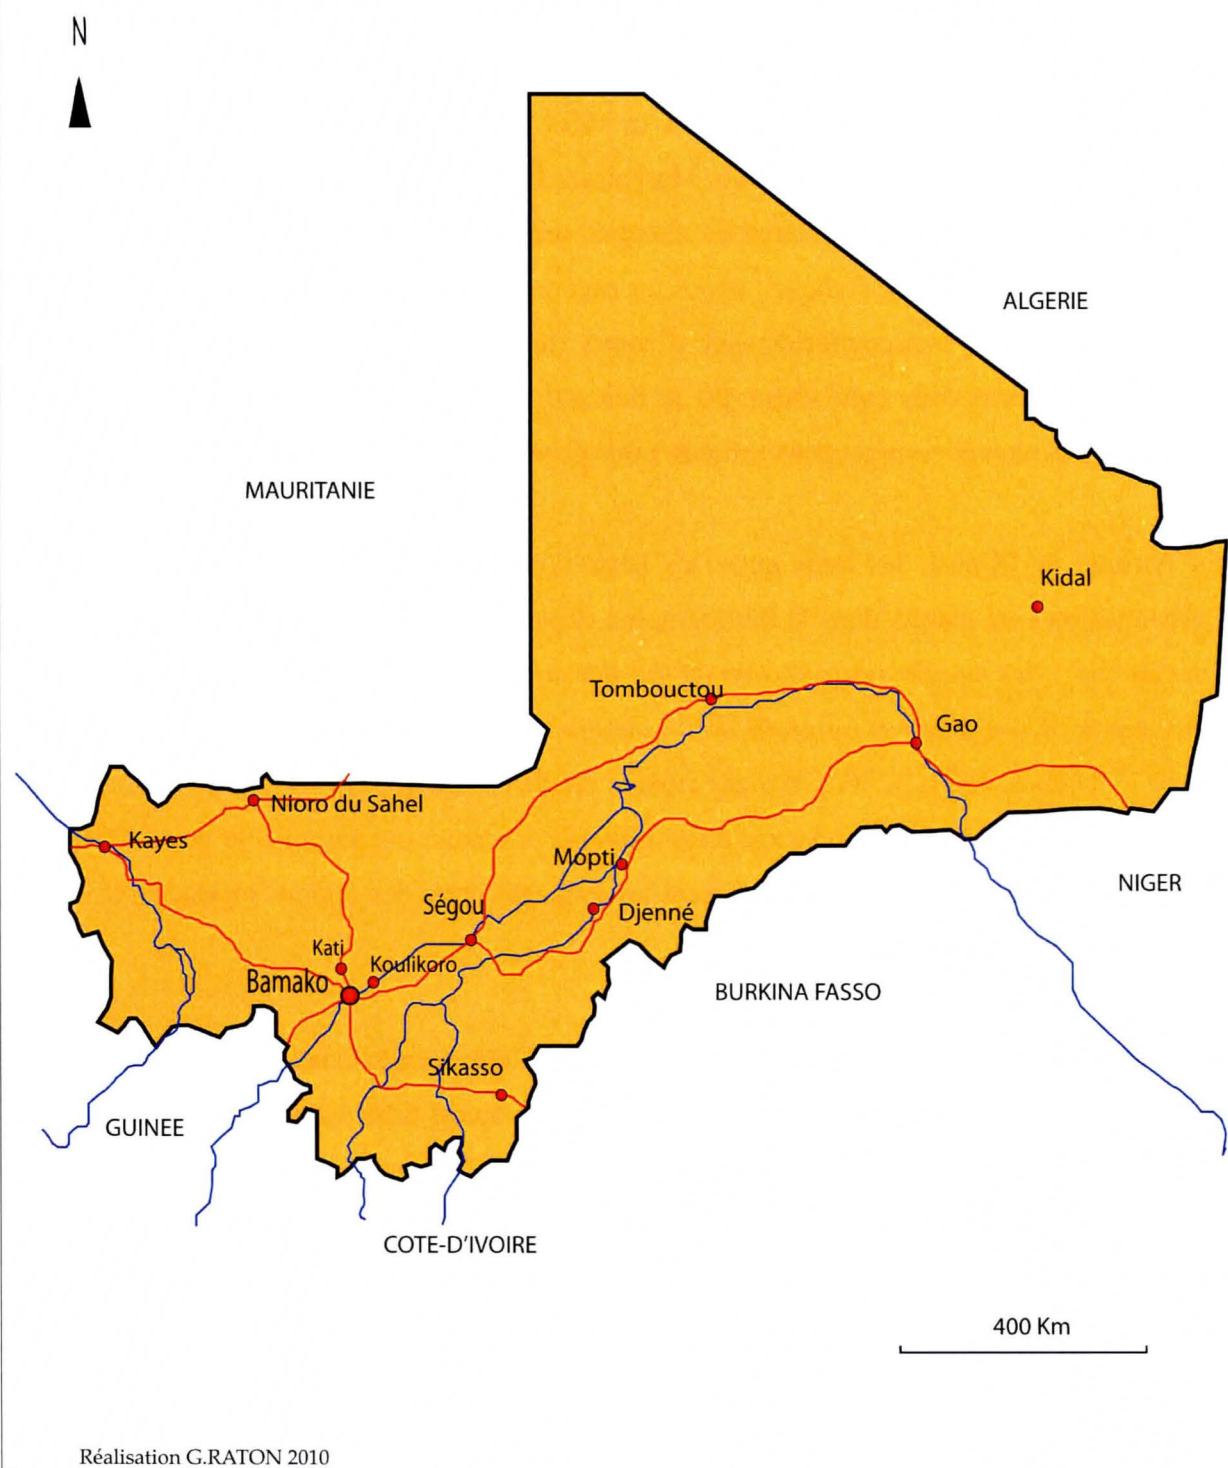 N
ALGERIE
MAURITANIE
Kidal
Tombouctou
Gao
Nioro du Sahel
Kayes
Mopti
NIGER
Ségou
Djenné
Kati
Koulikoro
Bamako
BURKINA FASSO
Sikasso
GUINEE
COTE-D'IVOIRE
400 Km
Réalisation G.RATON 2010